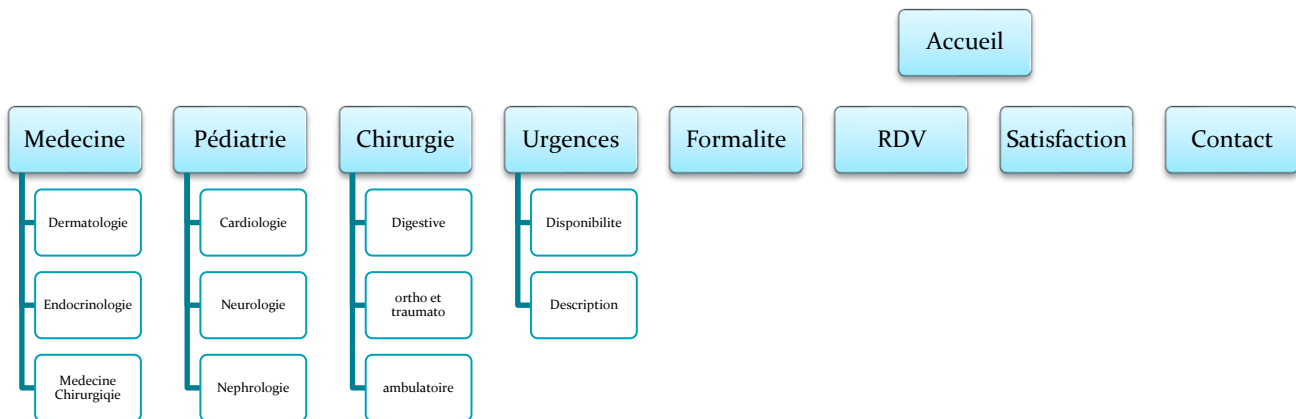 Accueil
Medecine
Pédiatrie
Chirurgie
Urgences
Formalite
RDV
Satisfaction
Contact
Dermatologie
Cardiologie
Digestive
Disponibilite
Endocrinologie
Neurologie
ortho et
traumato
Description
Medecine
Chirurgiqie
Nephrologie
ambulatoire